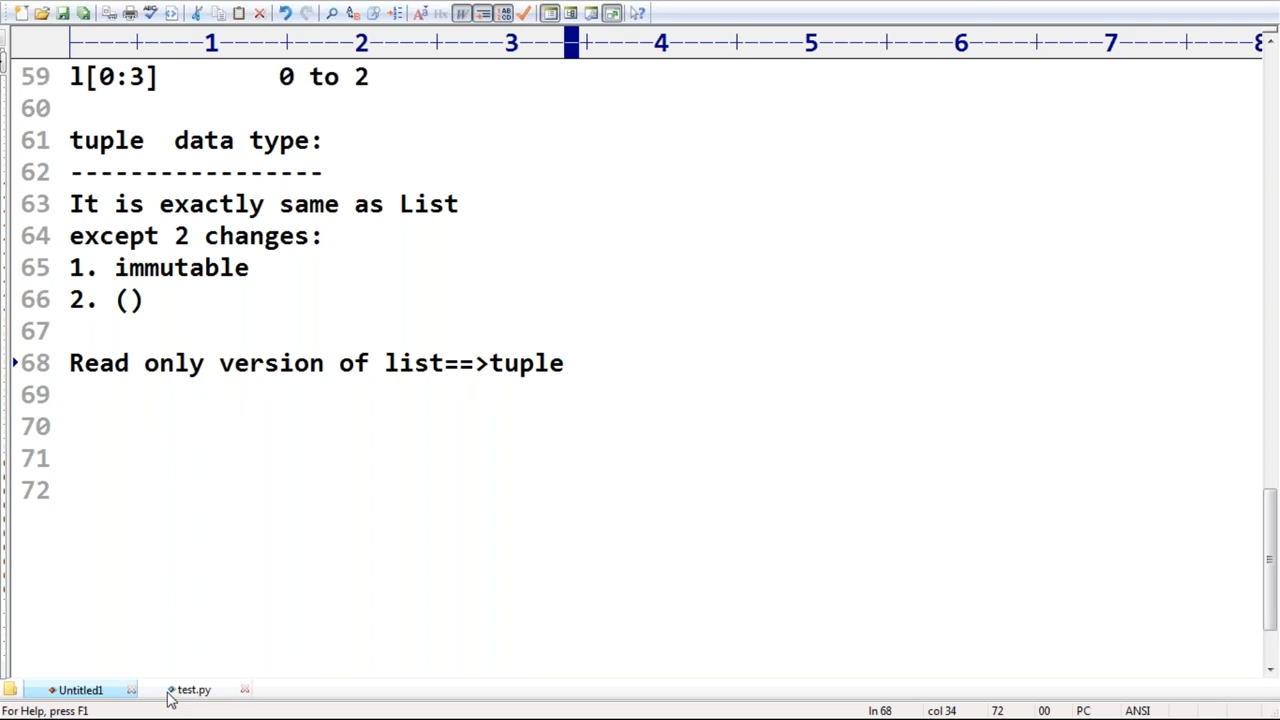 1 2 3 4 5 6 7 8
59 l[0:3] 0 to 2
60
61 tuple data type:
62 -----------------
63 It is exactly same as List
64 except 2 changes:
65 1. immutable
66 2. ()
67
68 Read only version of list==>tuple
69
70
71
72
Untitled1 test.py
For Help, press F1 ln 68 col 34 72 00 PC ANSI